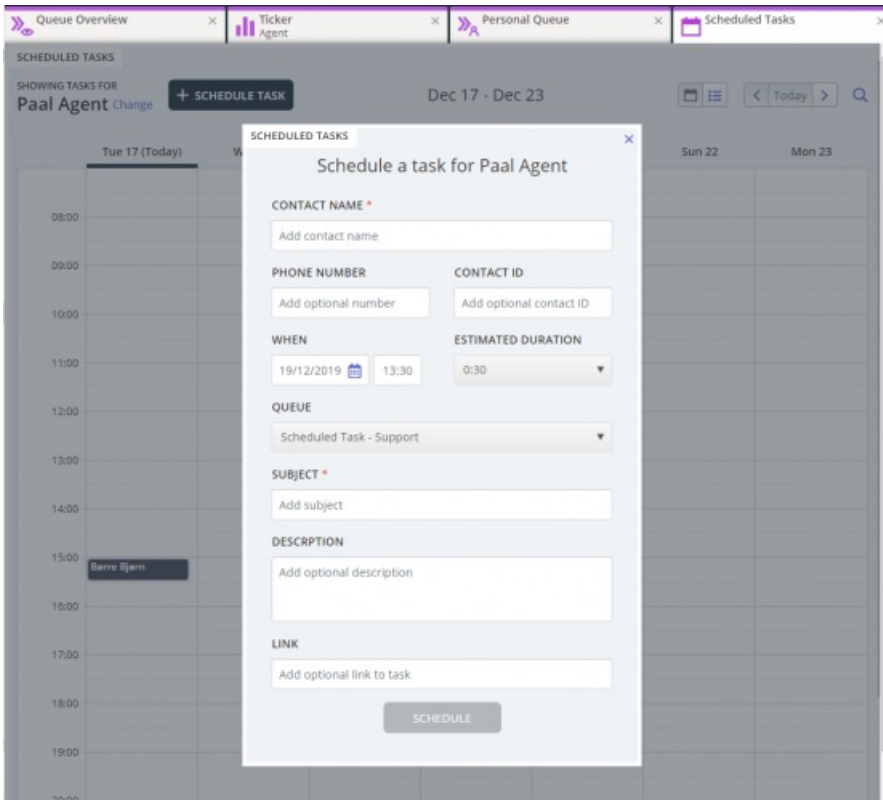 Queue Overview
Ticker
Agent
Personal Queue
Scheduled Tasks
SCHEDULED TASKS
SHOWING TASKS FOR
Paal Agent Change
+ SCHEDULE TASK
Dec 17 - Dec 23
Today
Tue 17 (Today)
W
Sun 22
Mon 23
08:00
09:00
10:00
11:00
12:00
13:00
14:00
15:00
Børre Bjørn
16:00
17:00
18:00
19:00
20:00
SCHEDULED TASKS
Schedule a task for Paal Agent
CONTACT NAME *
Add contact name
PHONE NUMBER CONTACT ID
Add optional number Add optional contact ID
WHEN ESTIMATED DURATION
19/12/2019 13:30 0:30
QUEUE
Scheduled Task - Support
SUBJECT *
Add subject
DESCRPTION
Add optional description
LINK
Add optional link to task
SCHEDULE